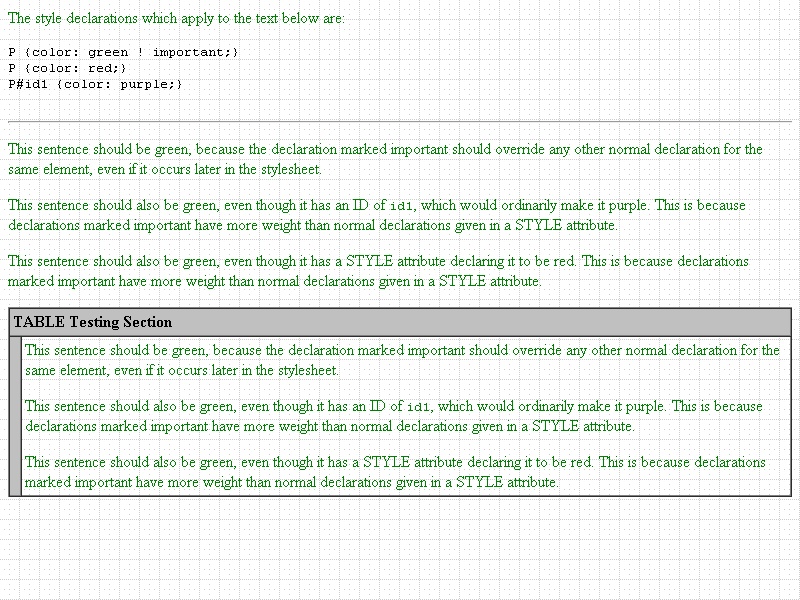 The style declarations which apply to the text below are:
P {color: green ! important;}
P {color: red;}
P#id1 {color: purple;}
This sentence should be green, because the declaration marked important should override any other normal declaration for the
same element, even if it occurs later in the stylesheet.
This sentence should also be green, even though it has an ID of id1, which would ordinarily make it purple. This is because
declarations marked important have more weight than normal declarations given in a STYLE attribute.
This sentence should also be green, even though it has a STYLE attribute declaring it to be red. This is because declarations
marked important have more weight than normal declarations given in a STYLE attribute.
TABLE Testing Section
This sentence should be green, because the declaration marked important should override any other normal declaration for the
same element, even if it occurs later in the stylesheet.
This sentence should also be green, even though it has an ID of id1, which would ordinarily make it purple. This is because
declarations marked important have more weight than normal declarations given in a STYLE attribute.
This sentence should also be green, even though it has a STYLE attribute declaring it to be red. This is because declarations
marked important have more weight than normal declarations given in a STYLE attribute.